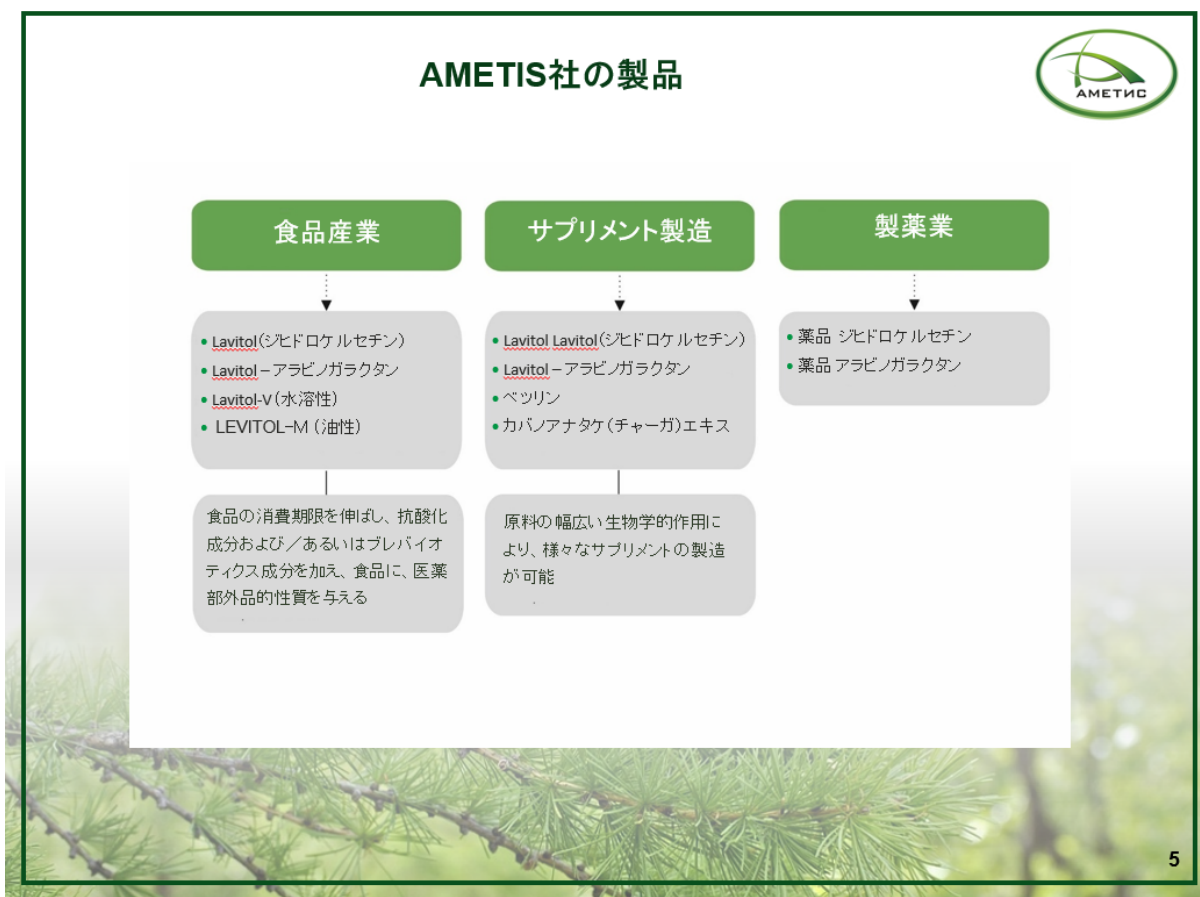 AMETIS社の製品
АМЕТИС
食品産業
• Lavitol(ジヒドロケルセチン)
• Lavitol－アラビノガラクタン
• Lavitol-V(水溶性)
• LEVITOL-M (油性)
食品の消費期限を伸ばし、抗酸化
成分および／あるいはプレバイオ
ティクス成分を加え、食品に、医薬
部外品的性質を与える
サプリメント製造
• Lavitol Lavitol(ジヒドロケルセチン)
• Lavitol－アラビノガラクタン
• ベツリン
• カバノアナタケ(チャーガ)エキス
原料の幅広い生物学的作用に
より、様々なサプリメントの製造
が可能
製薬業
• 薬品 ジヒドロケルセチン
• 薬品 アラビノガラクタン
5